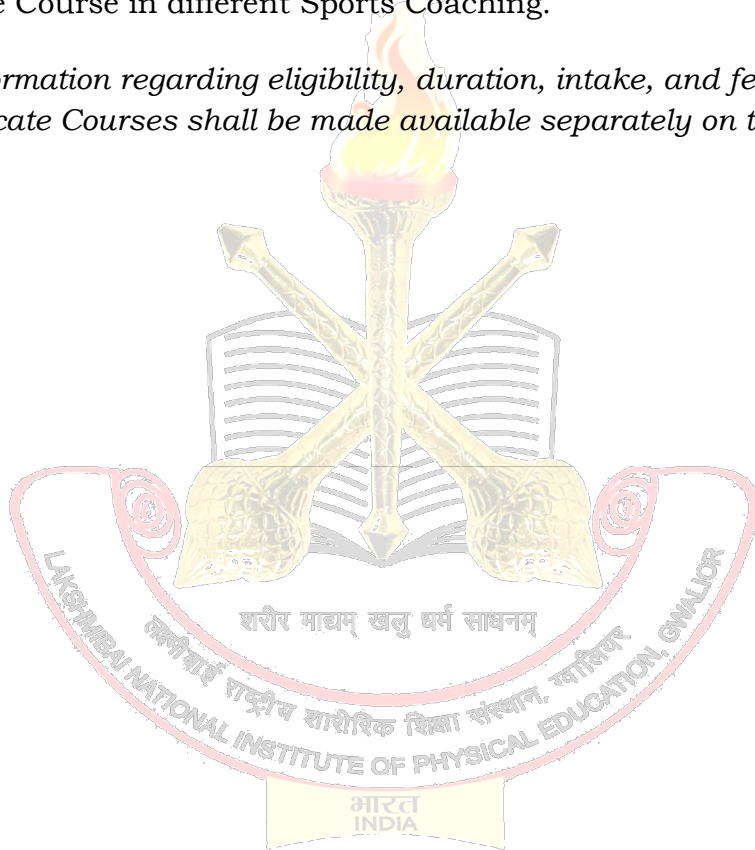 e Course in different Sports Coaching.
ormation regarding eligibility, duration, intake, and fe
cate Courses shall be made available separately on t
शरीर माद्यम् खलु धर्म साधनम्
लक्ष्मीबाई राष्ट्रीय शारीरिक शिक्षा संस्थान, ग्वालियर
LAKSHMIBAI NATIONAL INSTITUTE OF PHYSICAL EDUCATION, GWALIOR
भारत
INDIA